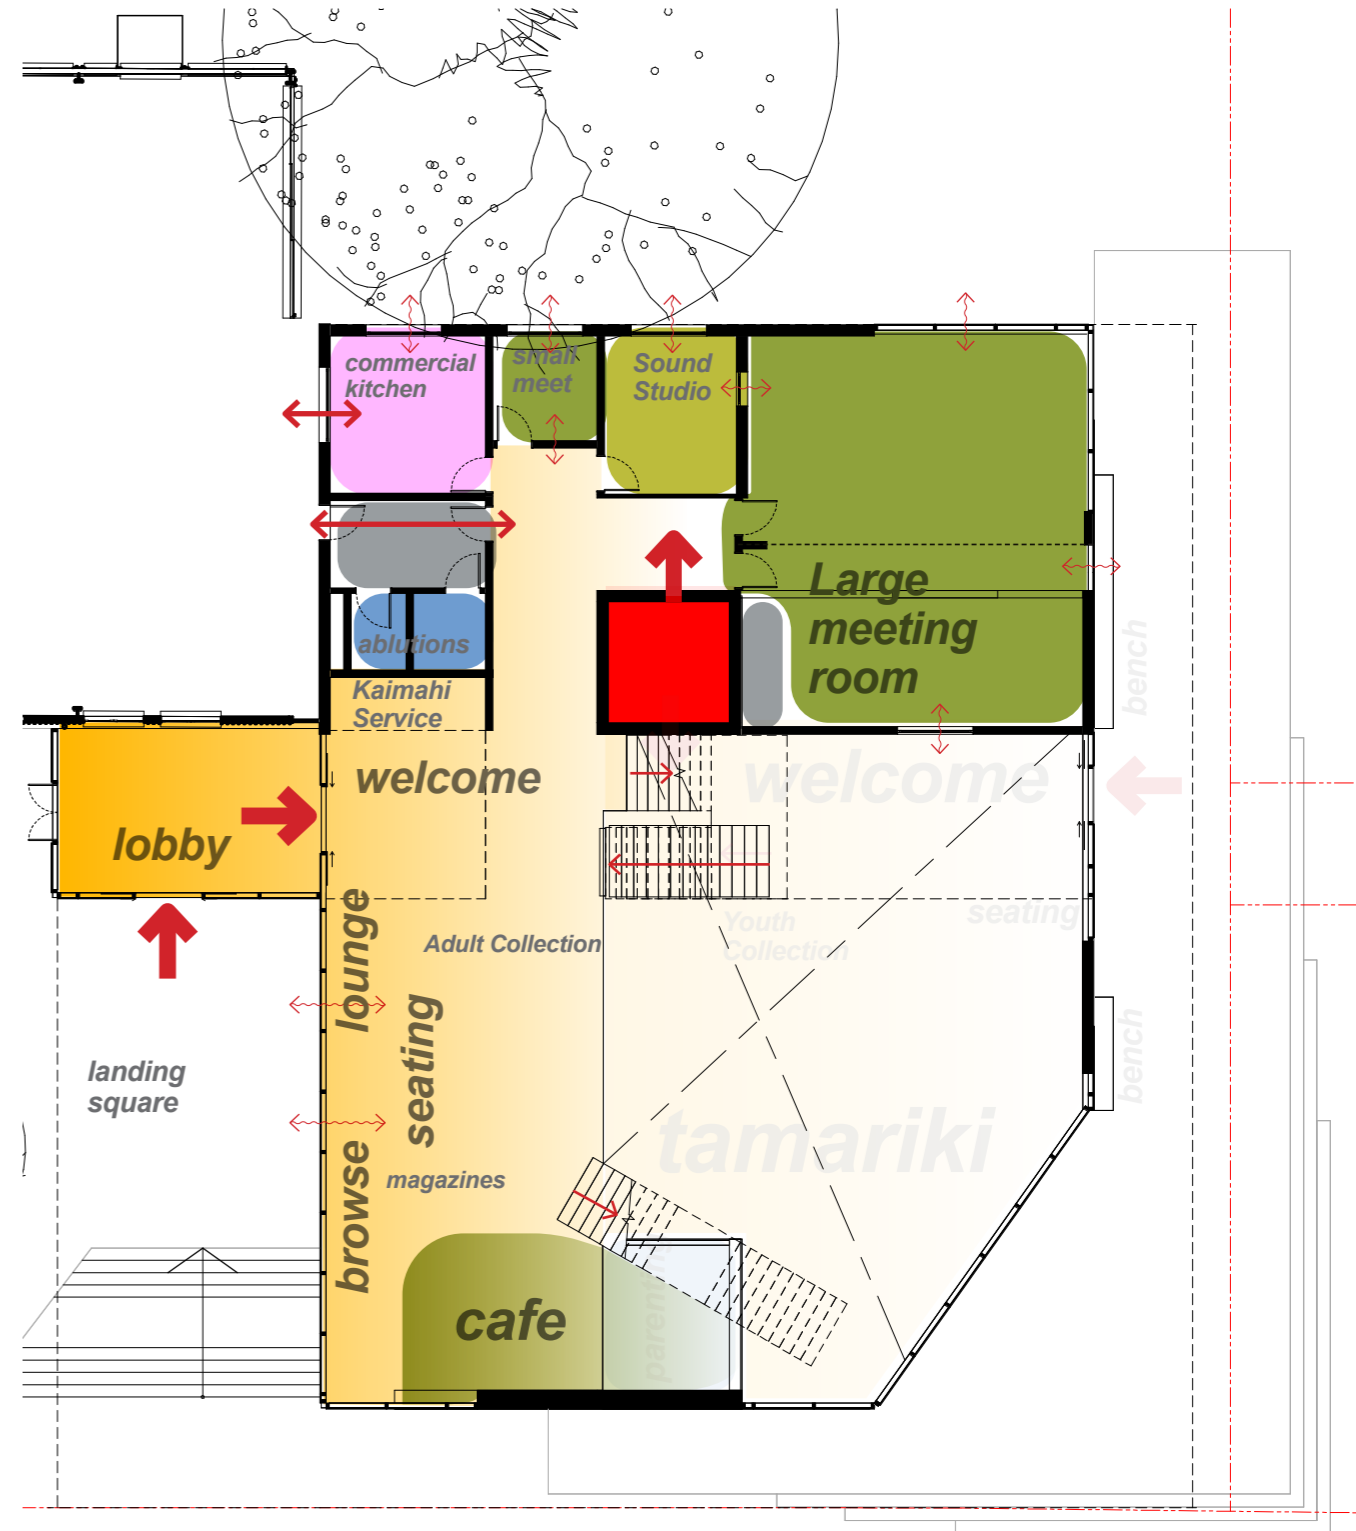 commercial
kitchen
small
meet
Sound
Studio
Large
meeting
room
ablutions
Kaimahi
Service
welcome
welcome
bench
lobby
lounge
Adult Collection
Youth
Collection
seating
seating
landing
square
bench
tamariki
browse
magazines
cafe